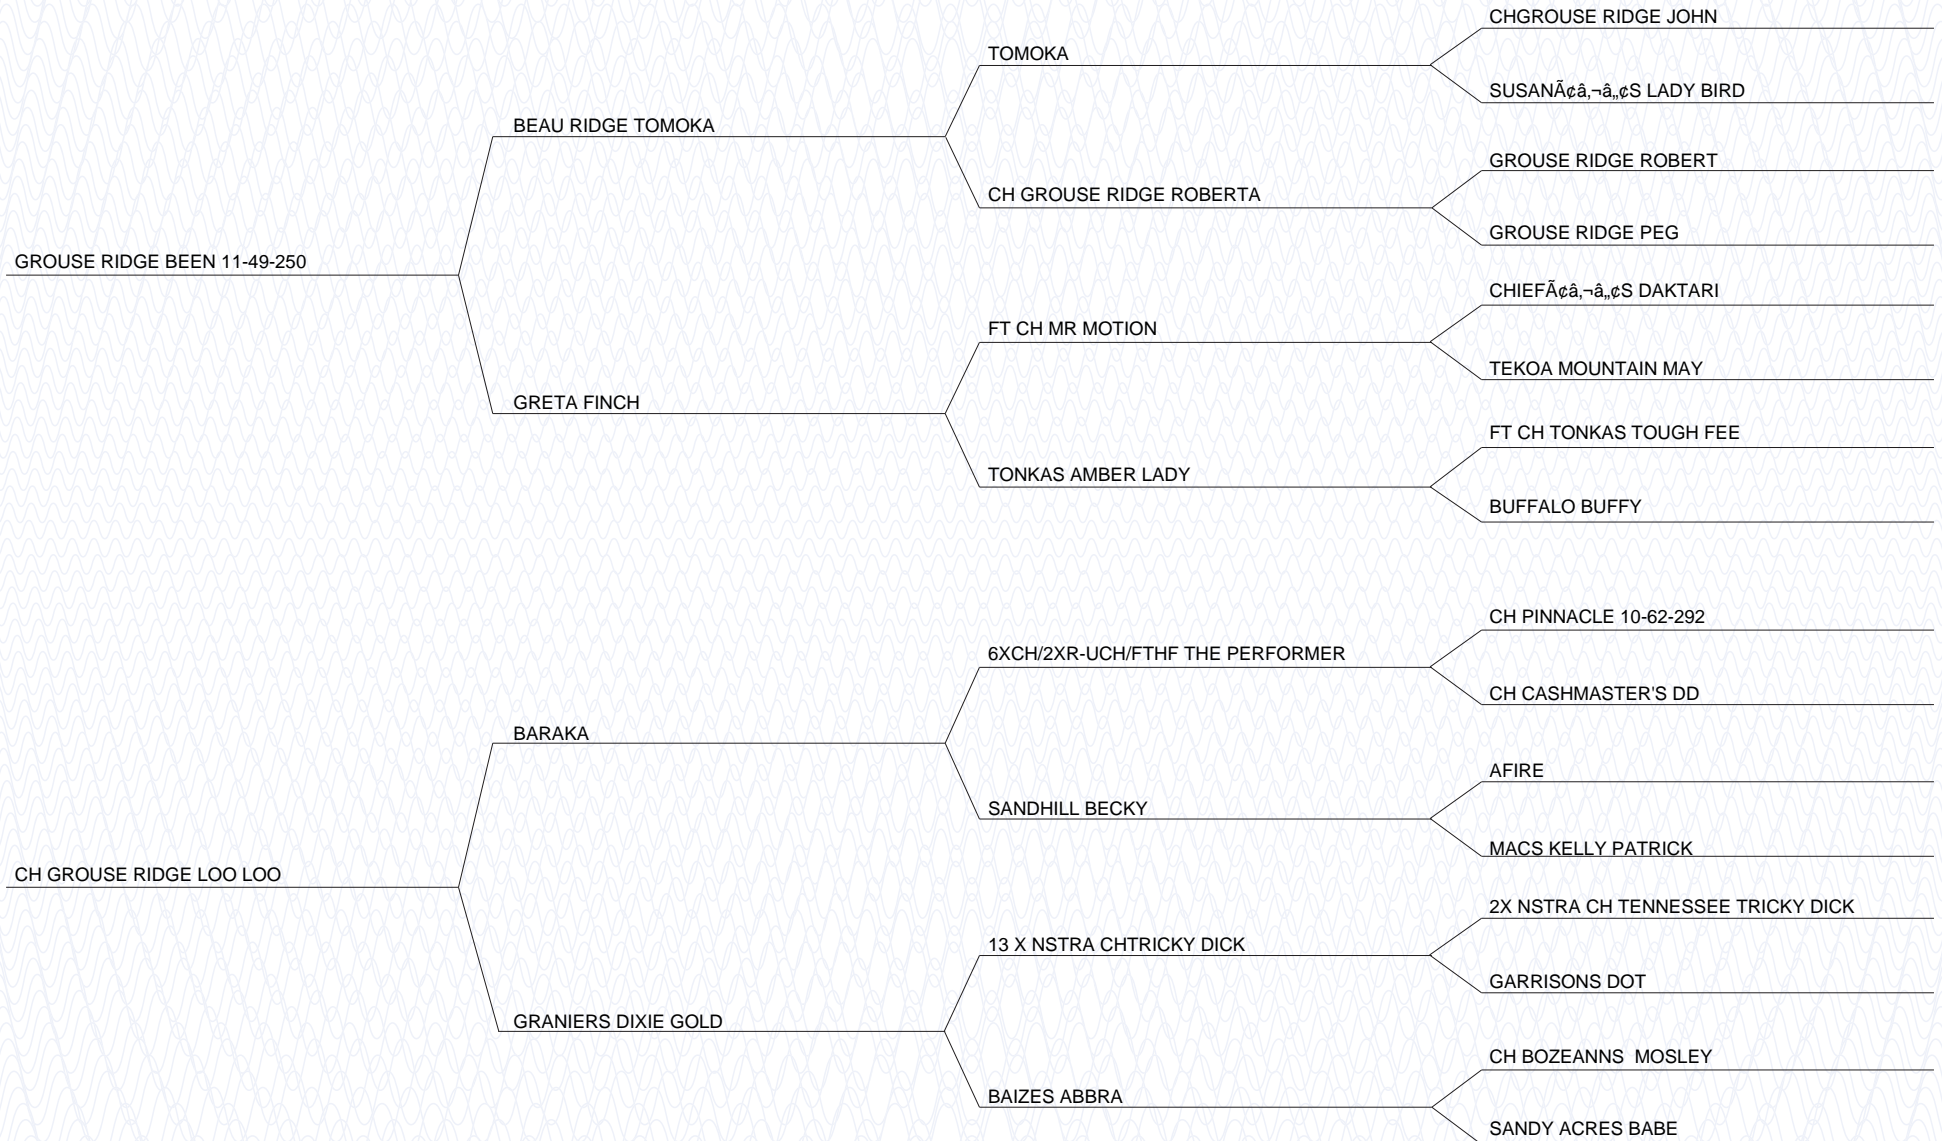 CHGROUSE RIDGE JOHN
TOMOKA
SUSANÃ¢â‚¬â„¢S LADY BIRD
BEAU RIDGE TOMOKA
GROUSE RIDGE ROBERT
CH GROUSE RIDGE ROBERTA
GROUSE RIDGE PEG
GROUSE RIDGE BEEN 11-49-250
CHIEFÃ¢â‚¬â„¢S DAKTARI
FT CH MR MOTION
TEKOA MOUNTAIN MAY
GRETA FINCH
FT CH TONKAS TOUGH FEE
TONKAS AMBER LADY
BUFFALO BUFFY
CH PINNACLE 10-62-292
6XCH/2XR-UCH/FTHF THE PERFORMER
CH CASHMASTER'S DD
BARAKA
AFIRE
SANDHILL BECKY
MACS KELLY PATRICK
CH GROUSE RIDGE LOO LOO
2X NSTRA CH TENNESSEE TRICKY DICK
13 X NSTRA CHTRICKY DICK
GARRISONS DOT
GRANIERS DIXIE GOLD
CH BOZEANNS  MOSLEY
BAIZES ABBRA
SANDY ACRES BABE